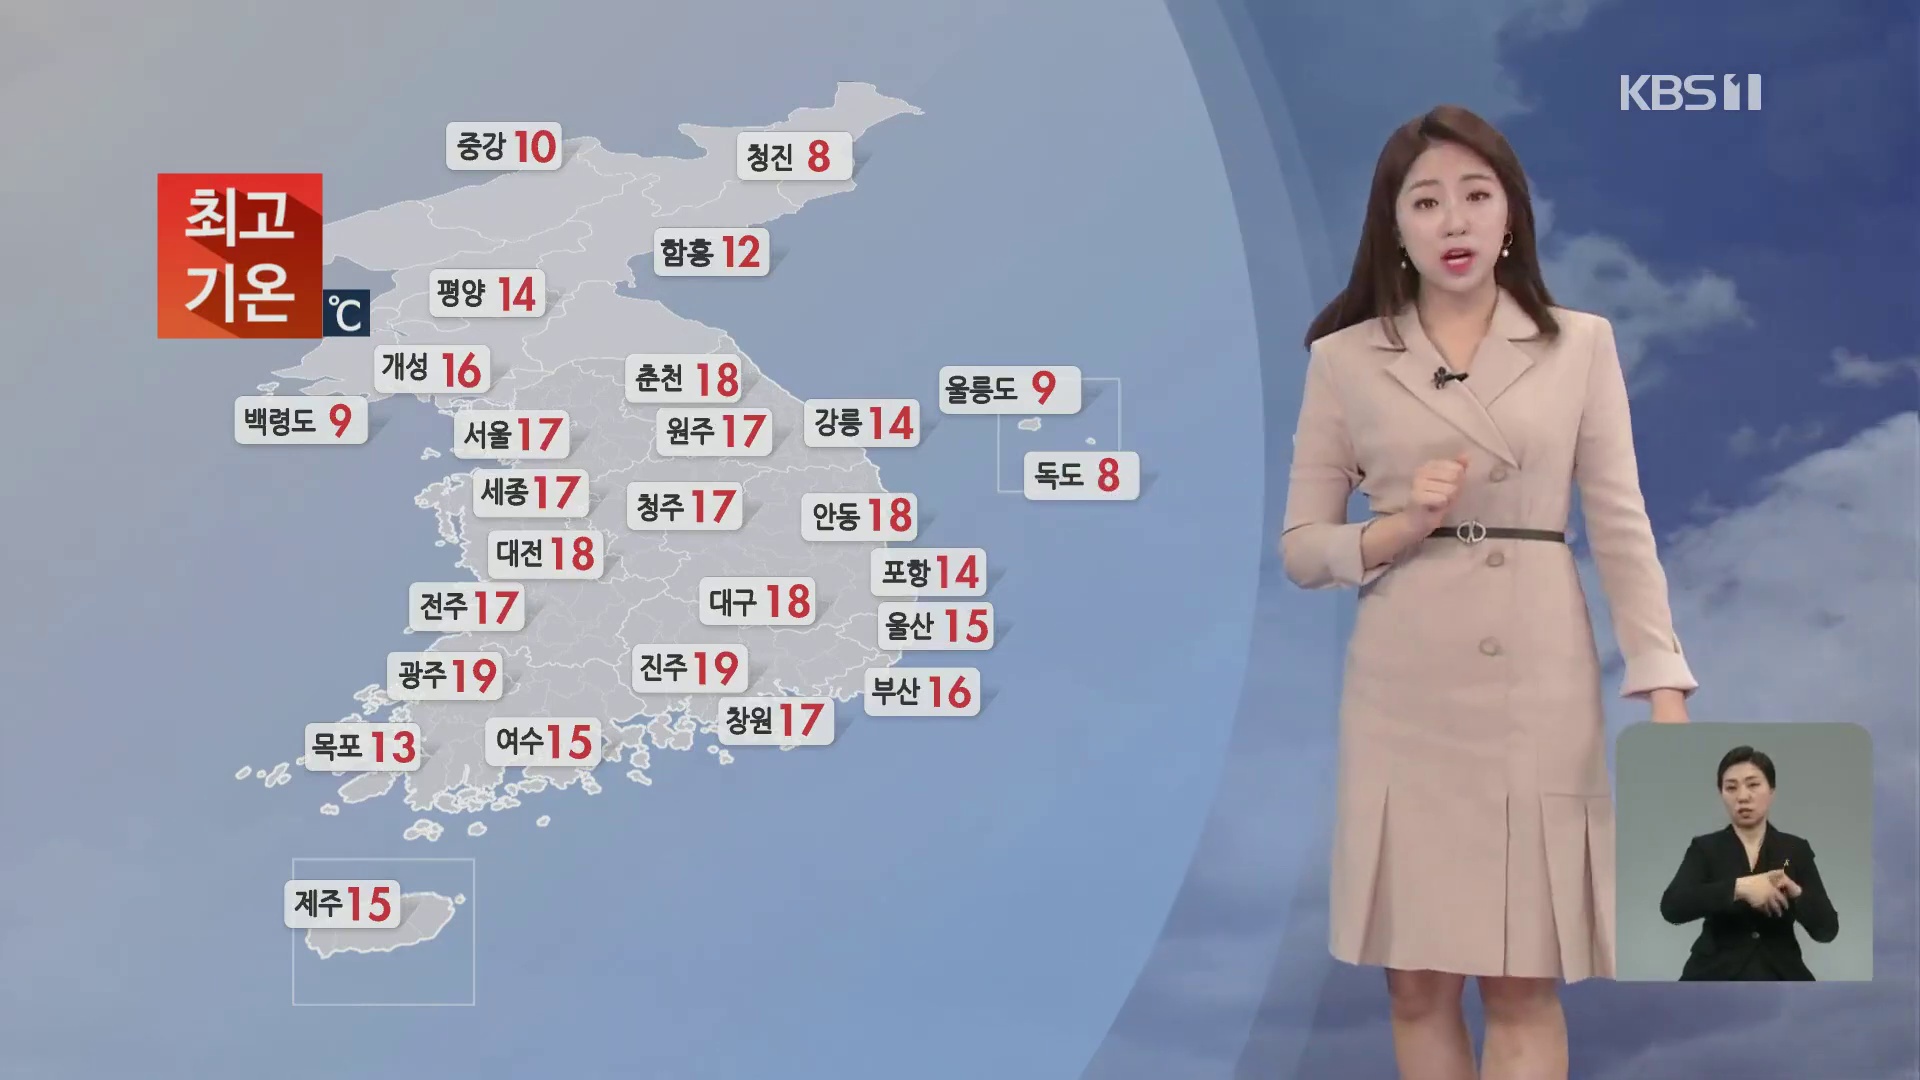 KBS 1
최고
기온
℃
중강 10
청진 8
함흥 12
평양 14
개성 16
춘천 18
울릉도 9
백령도 9
서울 17
원주 17
강릉 14
독도 8
세종 17
청주 17
안동 18
대전 18
포항 14
전주 17
대구 18
울산 15
광주 19
진주 19
부산 16
창원 17
목포 13
여수 15
제주 15